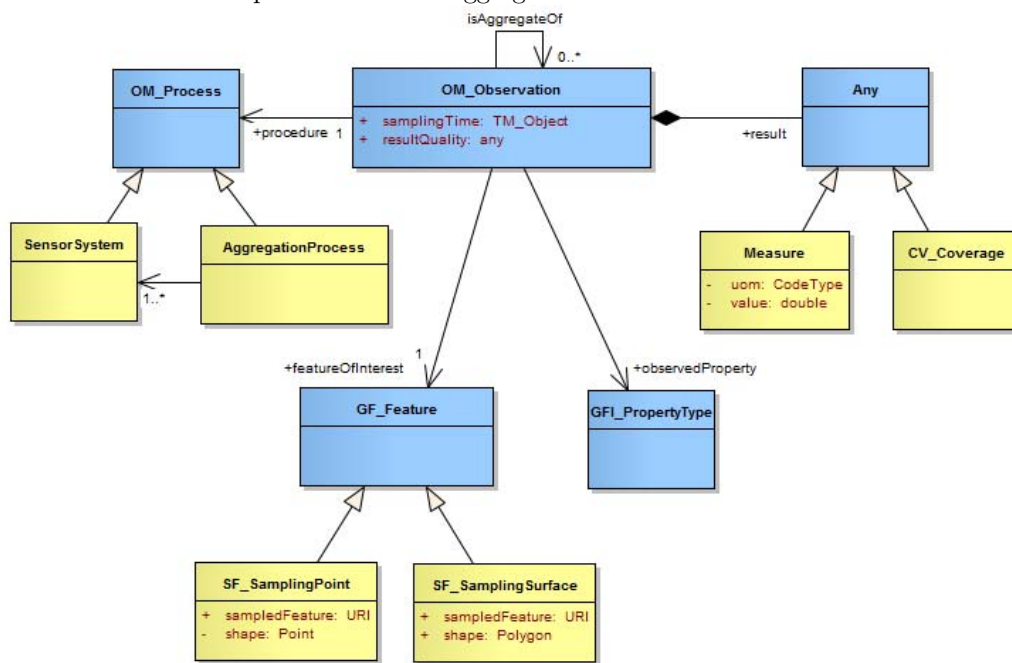 isAggregateOf
0..*
OM_Process
OM_Observation
Any
+ samplingTime: TM_Object
+ resultQuality: any
+procedure 1
+result
SensorSystem
AggregationProcess
Measure
CV_Coverage
- uom: CodeType
- value: double
1..*
1
+featureOfInterest
+observedProperty
GF_Feature
GFI_PropertyType
SF_SamplingPoint
SF_SamplingSurface
+ sampledFeature: URI
- shape: Point
+ sampledFeature: URI
+ shape: Polygon